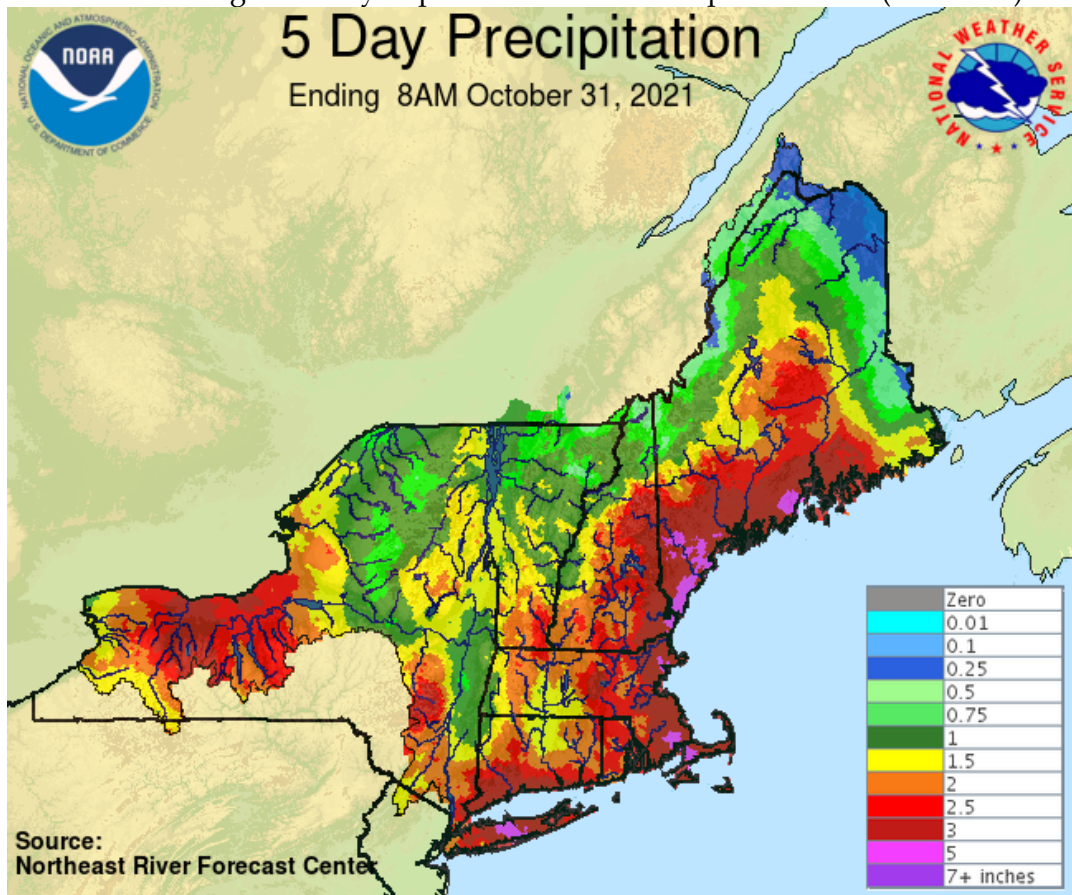 5 Day Precipitation
Ending 8AM October 31, 2021
NATIONAL OCEANIC AND ATMOSPHERIC ADMINISTRATION
NOAA
U.S. DEPARTMENT OF COMMERCE
NATIONAL WEATHER SERVICE
Zero
0.01
0.1
0.25
0.5
0.75
1
1.5
2
2.5
3
5
7+ inches
Source:
Northeast River Forecast Center